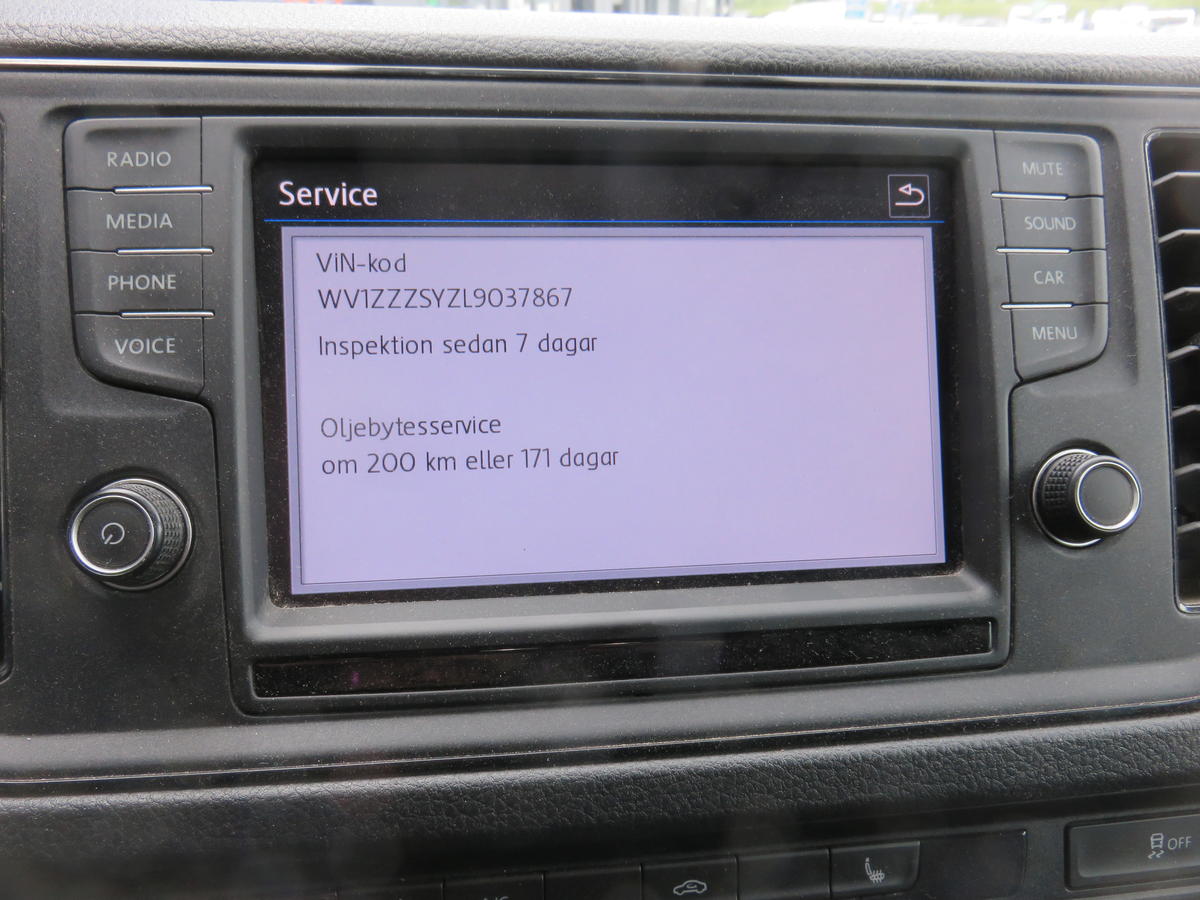 RADIO
MEDIA
PHONE
VOICE
Service
ViN-kod
WV1ZZZSYZL9037867
Inspektion sedan 7 dagar
Oljebytesservice
om 200 km eller 171 dagar
MUTE
SOUND
CAR
MENU
OFF